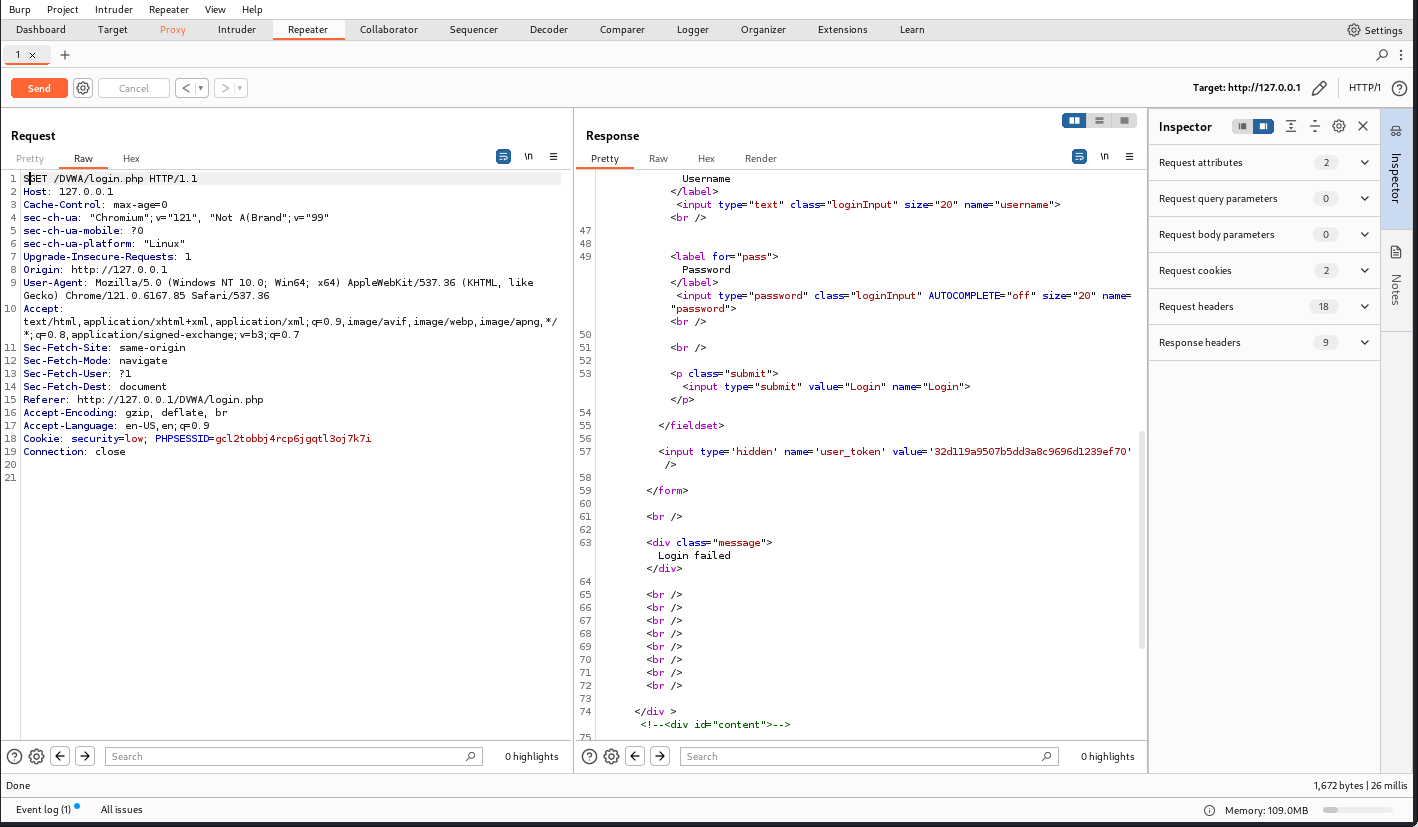 Burp Project Intruder Repeater View Help
Dashboard Target Proxy Intruder Repeater Collaborator Sequencer Decoder Comparer Logger Organizer Extensions Learn Settings
1 × +
Send Cancel < > Target: http://127.0.0.1 HTTP/1 ?
Request
Pretty Raw Hex \n
1 SGET /DVWA/login.php HTTP/1.1
2 Host: 127.0.0.1
3 Cache-Control: max-age=0
4 sec-ch-ua: "Chromium";v="121", "Not A(Brand";v="99"
5 sec-ch-ua-mobile: ?0
6 sec-ch-ua-platform: "Linux"
7 Upgrade-Insecure-Requests: 1
8 Origin: http://127.0.0.1
9 User-Agent: Mozilla/5.0 (Windows NT 10.0; Win64; x64) AppleWebKit/537.36 (KHTML, like
Gecko) Chrome/121.0.6167.85 Safari/537.36
10 Accept:
text/html,application/xhtml+xml,application/xml;q=0.9,image/avif,image/webp,image/apng,*/
*;q=0.8,application/signed-exchange;v=b3;q=0.7
11 Sec-Fetch-Site: same-origin
12 Sec-Fetch-Mode: navigate
13 Sec-Fetch-User: ?1
14 Sec-Fetch-Dest: document
15 Referer: http://127.0.0.1/DVWA/login.php
16 Accept-Encoding: gzip, deflate, br
17 Accept-Language: en-US,en;q=0.9
18 Cookie: security=low; PHPSESSID=gcl2tobbj4rcp6jgqtl3oj7k7i
19 Connection: close
20
21
? Search 0 highlights
Response
Pretty Raw Hex Render \n
Username
</label>
<input type="text" class="loginInput" size="20" name="username">
<br />
47
48
49 <label for="pass">
Password
</label>
<input type="password" class="loginInput" AUTOCOMPLETE="off" size="20" name=
"password">
<br />
50
51 <br />
52
53 <p class="submit">
<input type="submit" value="Login" name="Login">
</p>
54
55 </fieldset>
56
57 <input type='hidden' name='user_token' value='32d119a9507b5dd3a8c9696d1239ef70'
/>
58
59 </form>
60
61 <br />
62
63 <div class="message">
Login failed
</div>
64
65 <br />
66 <br />
67 <br />
68 <br />
69 <br />
70 <br />
71 <br />
72 <br />
73
74 </div >
<!--<div id="content">-->
75
? Search 0 highlights
Inspector
Request attributes 2
Request query parameters 0
Request body parameters 0
Request cookies 2
Request headers 18
Response headers 9
Inspector
Notes
Done 1,672 bytes | 26 millis
Event log (1) All issues Memory: 109.0MB